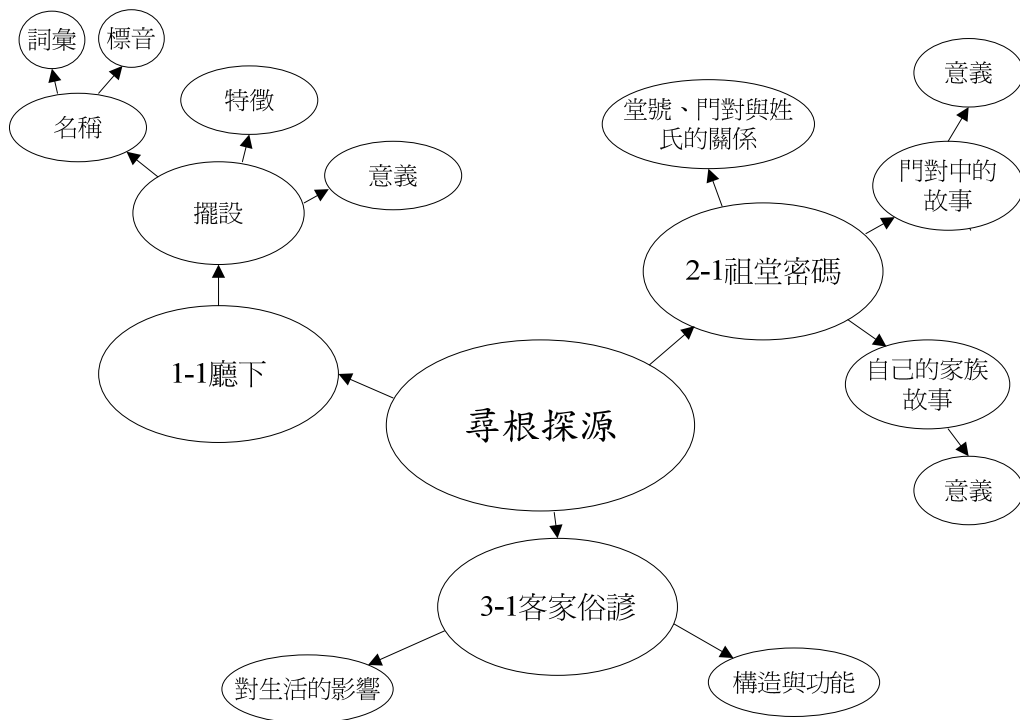 詞彙
標音
名稱
特徵
意義
擺設
1-1廳下
尋根探源
堂號、門對與姓
氏的關係
意義
門對中的
故事
2-1祖堂密碼
自己的家族
故事
意義
3-1客家俗諺
對生活的影響
構造與功能